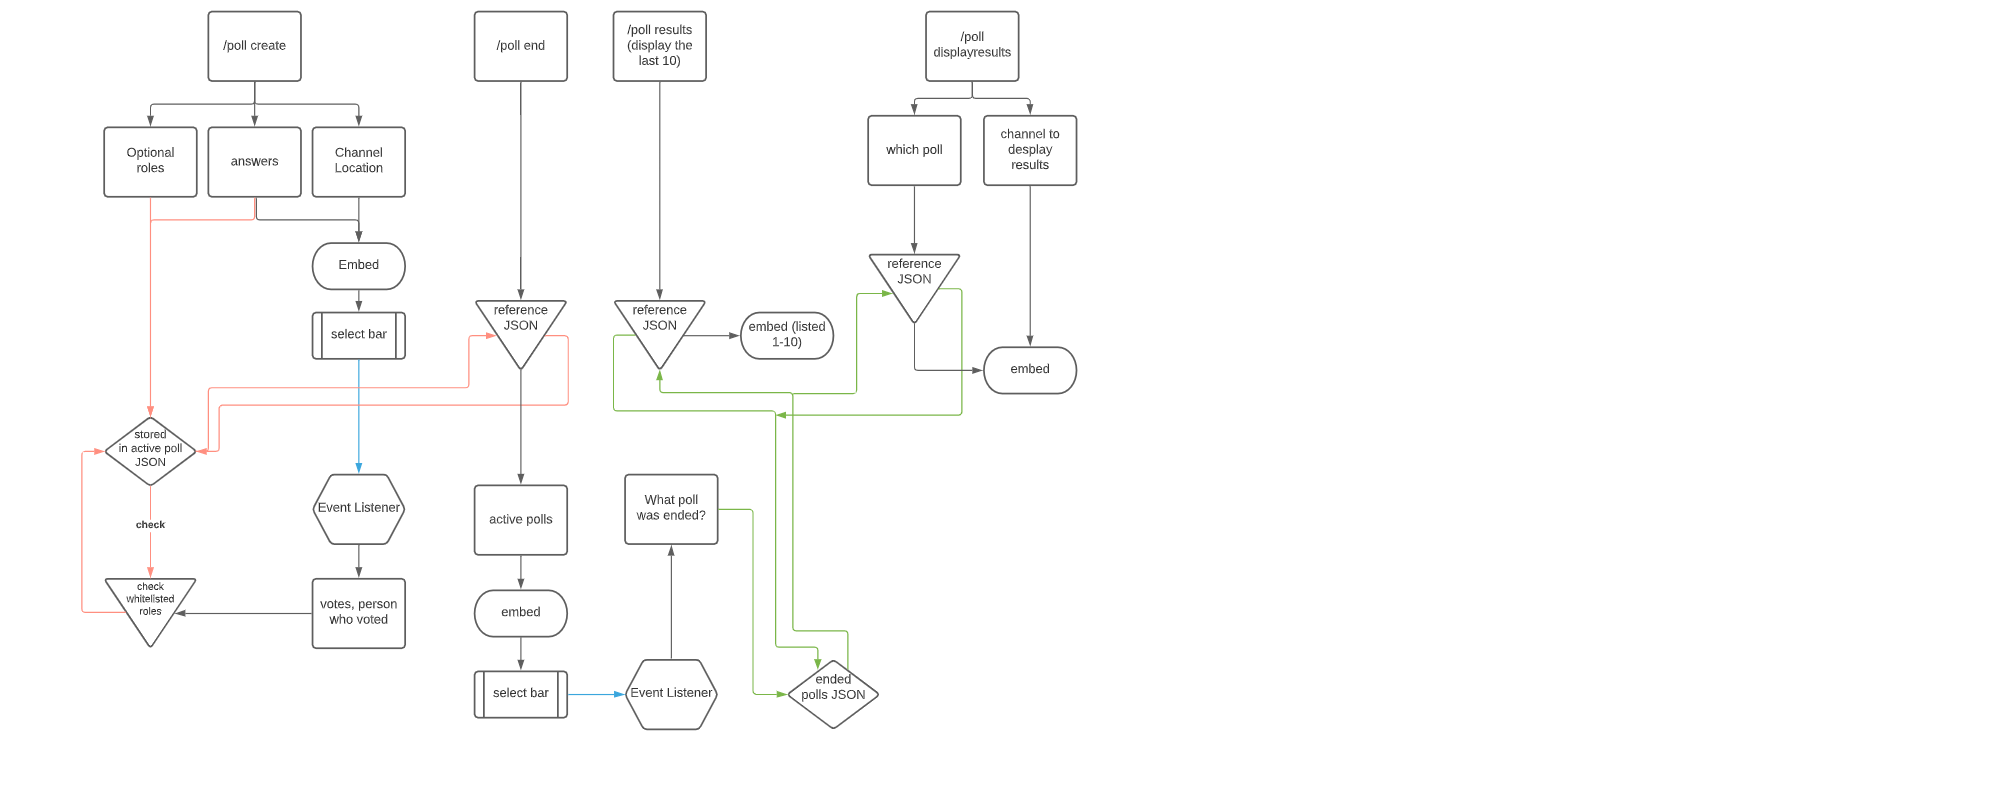 /poll create
/poll end
/poll results
(display the
last 10)
/poll
displayresults
Optional
roles
answers
Channel
Location
which poll
channel to
desplay
results
Embed
select bar
reference
JSON
reference
JSON
embed (listed
1-10)
reference
JSON
embed
stored
in active poll
JSON
check
check
whitelisted
roles
Event Listener
votes, person
who voted
active polls
embed
select bar
What poll
was ended?
Event Listener
ended
polls JSON